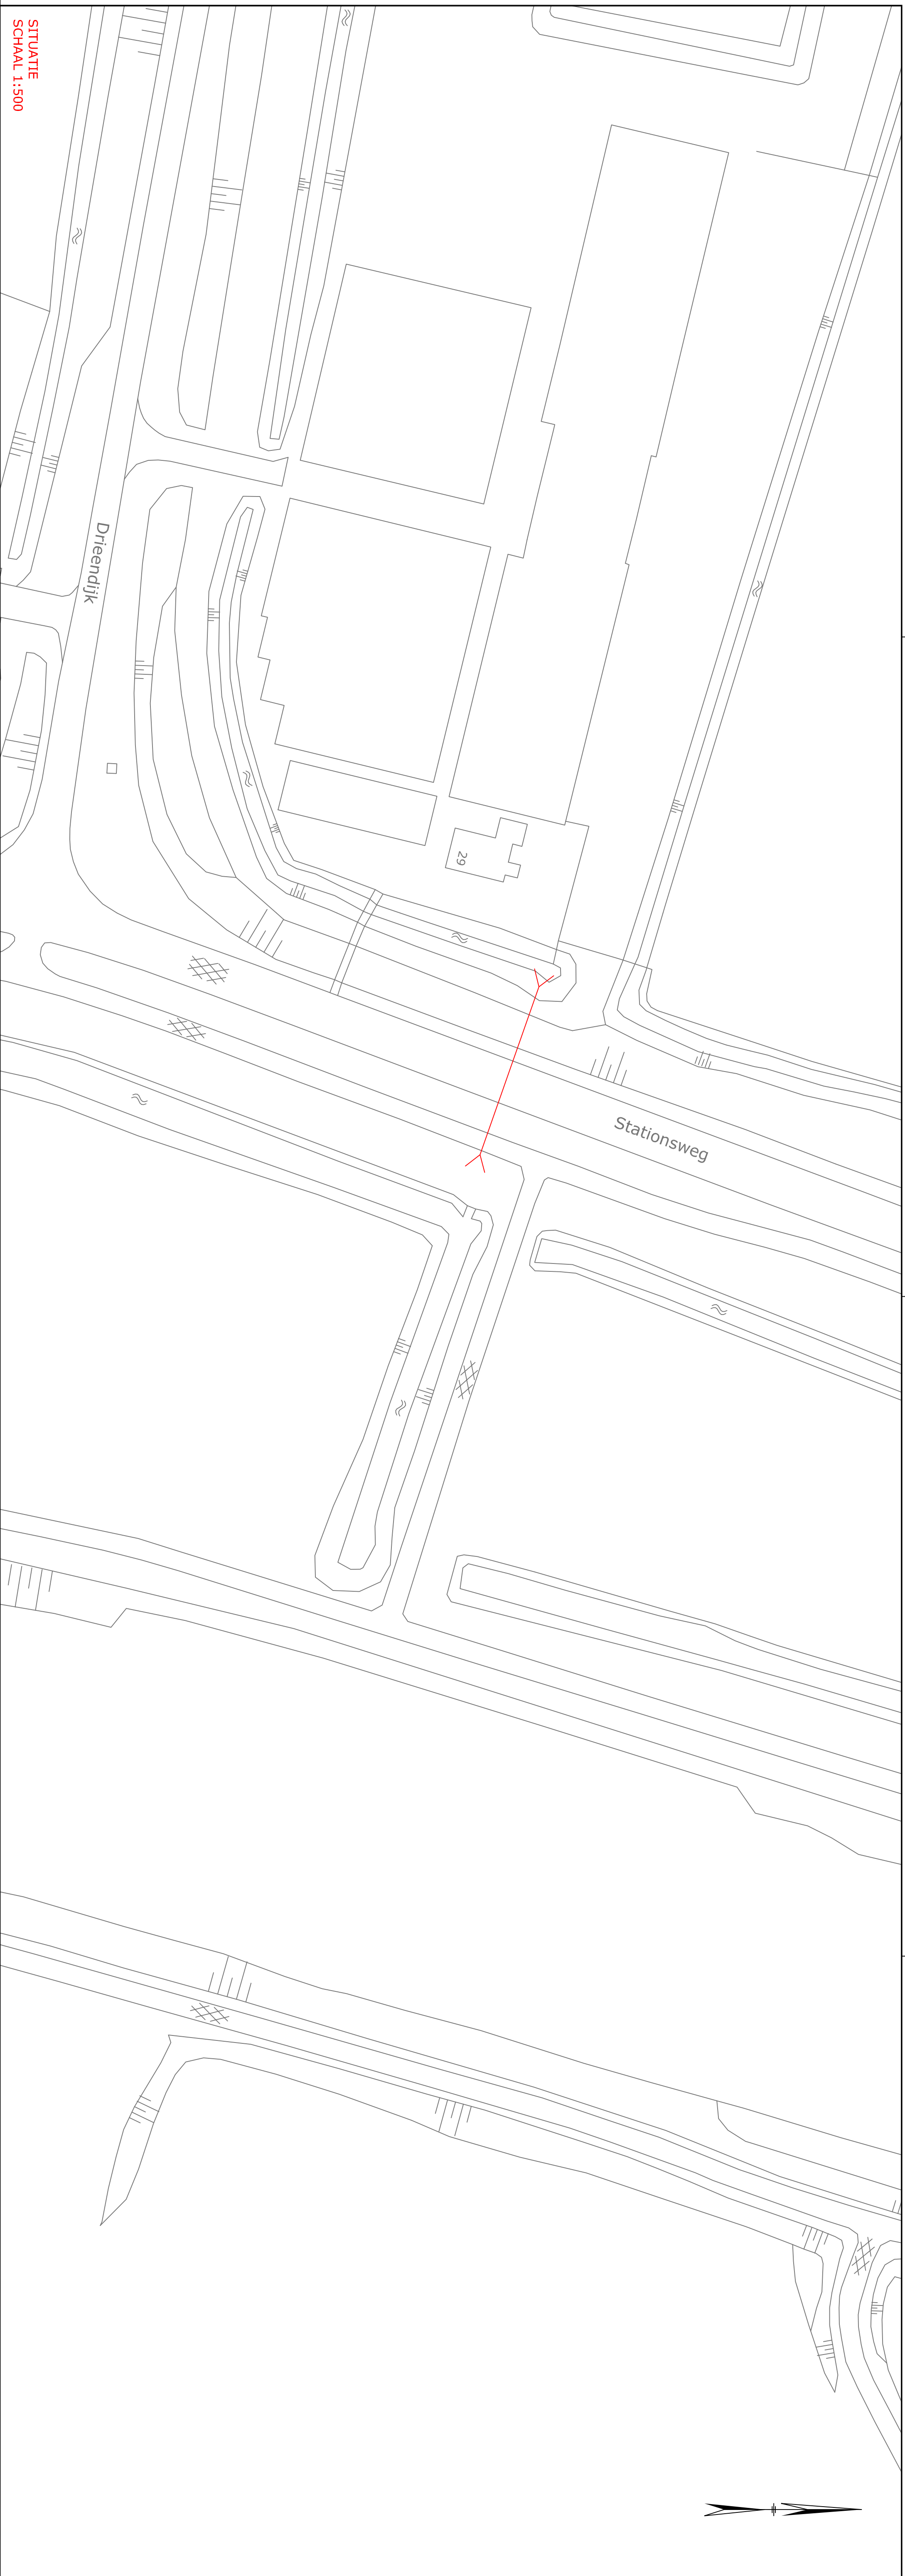 SITUATIE
SCHAAL 1:500
Drieendijk
29
Stationsweg